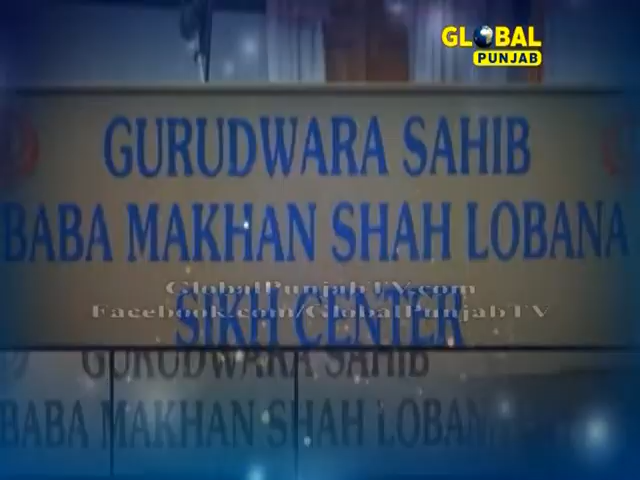 GLOBAL
PUNJAB
GURUDWARA SAHIB
BABA MAKHAN SHAH LOBANA
GlobalPunjabTV.com
SIKH CENTER
Facebook.com/GlobalPunjabTV
GURUDWARA SAHIB
BABA MAKHAN SHAH LOBANA